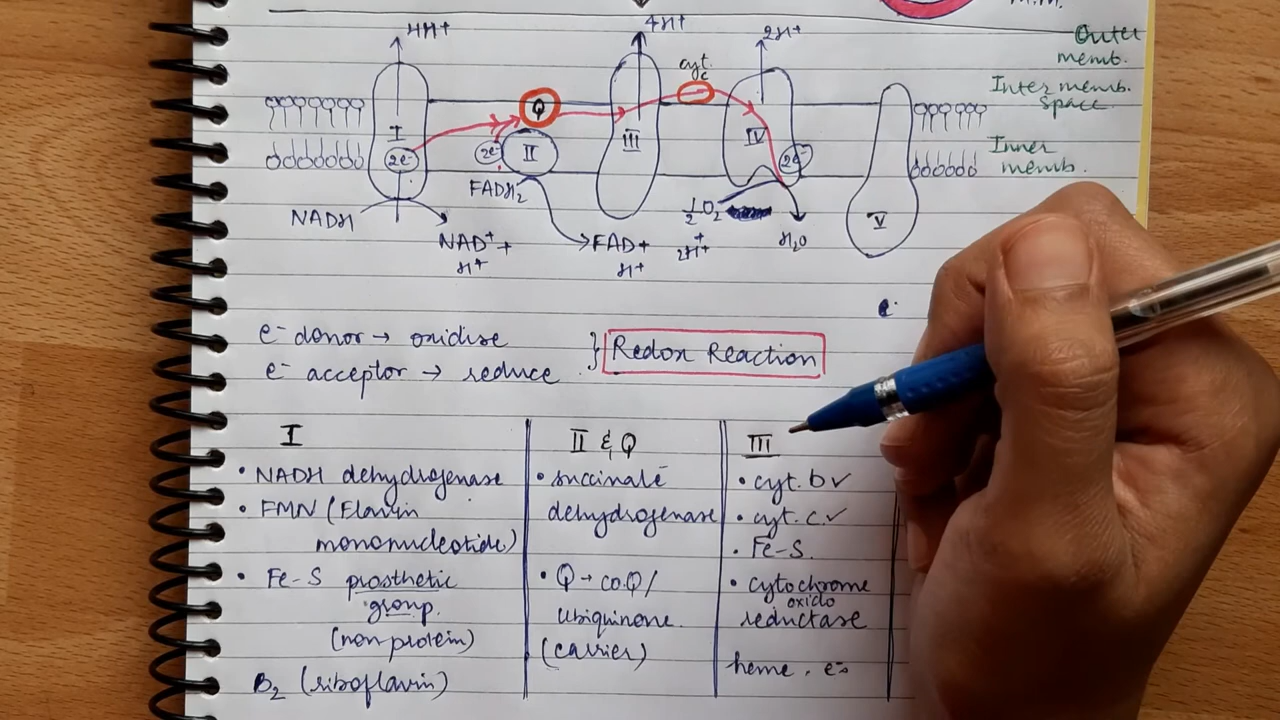 M.M.
4H+
4H+
2H+
Outer
memb.
cyt.
c
Inter memb.
Space
Q
I
II
III
IV
V
2e-
2e-
2e-
Inner
memb.
FADH2
NADH
1/2O2
NAD+ +
H+
FAD+
H+
+
2H+
H2O
e-
e- donor → oxidise
e- acceptor → reduce
} Redox Reaction
I
• NADH dehydrogenase
• FMN (Flavin
mononucleotide)
• Fe-S prosthetic
group.
(non protein)
B2 (riboflavin)
II & Q
• succinate
dehydrogenase
• Q → co.Q/
Ubiquinone.
(carrier)
III
• cyt. b ✓
• cyt. c. ✓
• Fe-S.
• cytochrome
oxido
reductase
heme. e-